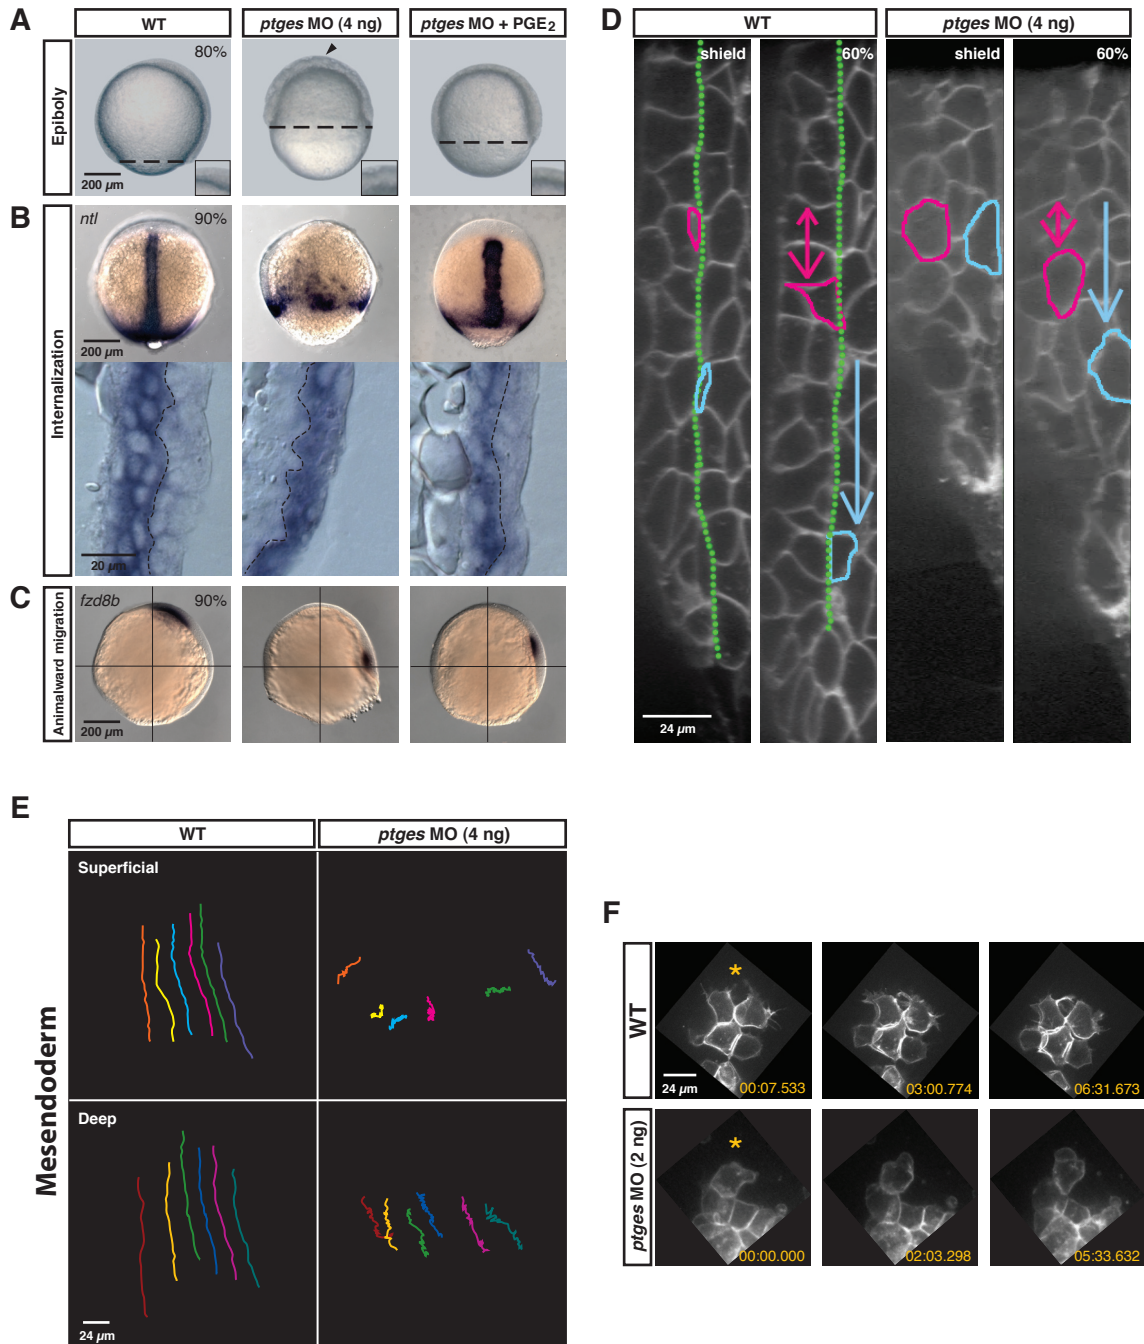 A
WT
ptges MO (4 ng)
ptges MO + PGE2
Epiboly
80%
200 µm
B
Internalization
ntl
90%
200 µm
20 µm
C
Animalward migration
fzd8b
90%
200 µm
D
WT
ptges MO (4 ng)
shield
60%
shield
60%
24 µm
E
WT
ptges MO (4 ng)
Mesendoderm
Superficial
Deep
24 µm
F
WT
*
24 µm
00:07.533
03:00.774
06:31.673
ptges MO (2 ng)
*
00:00.000
02:03.298
05:33.632